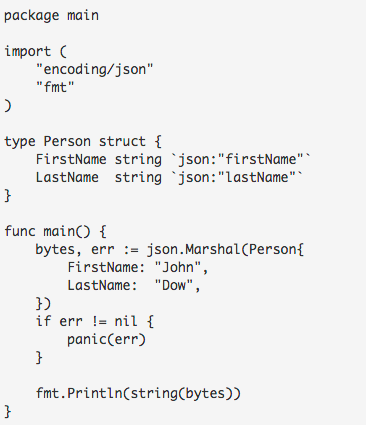 package main

import (
    "encoding/json"
    "fmt"
)

type Person struct {
    FirstName string `json:"firstName"`
    LastName  string `json:"lastName"`
}

func main() {
    bytes, err := json.Marshal(Person{
        FirstName: "John",
        LastName:  "Dow",
    })
    if err != nil {
        panic(err)
    }

    fmt.Println(string(bytes))
}